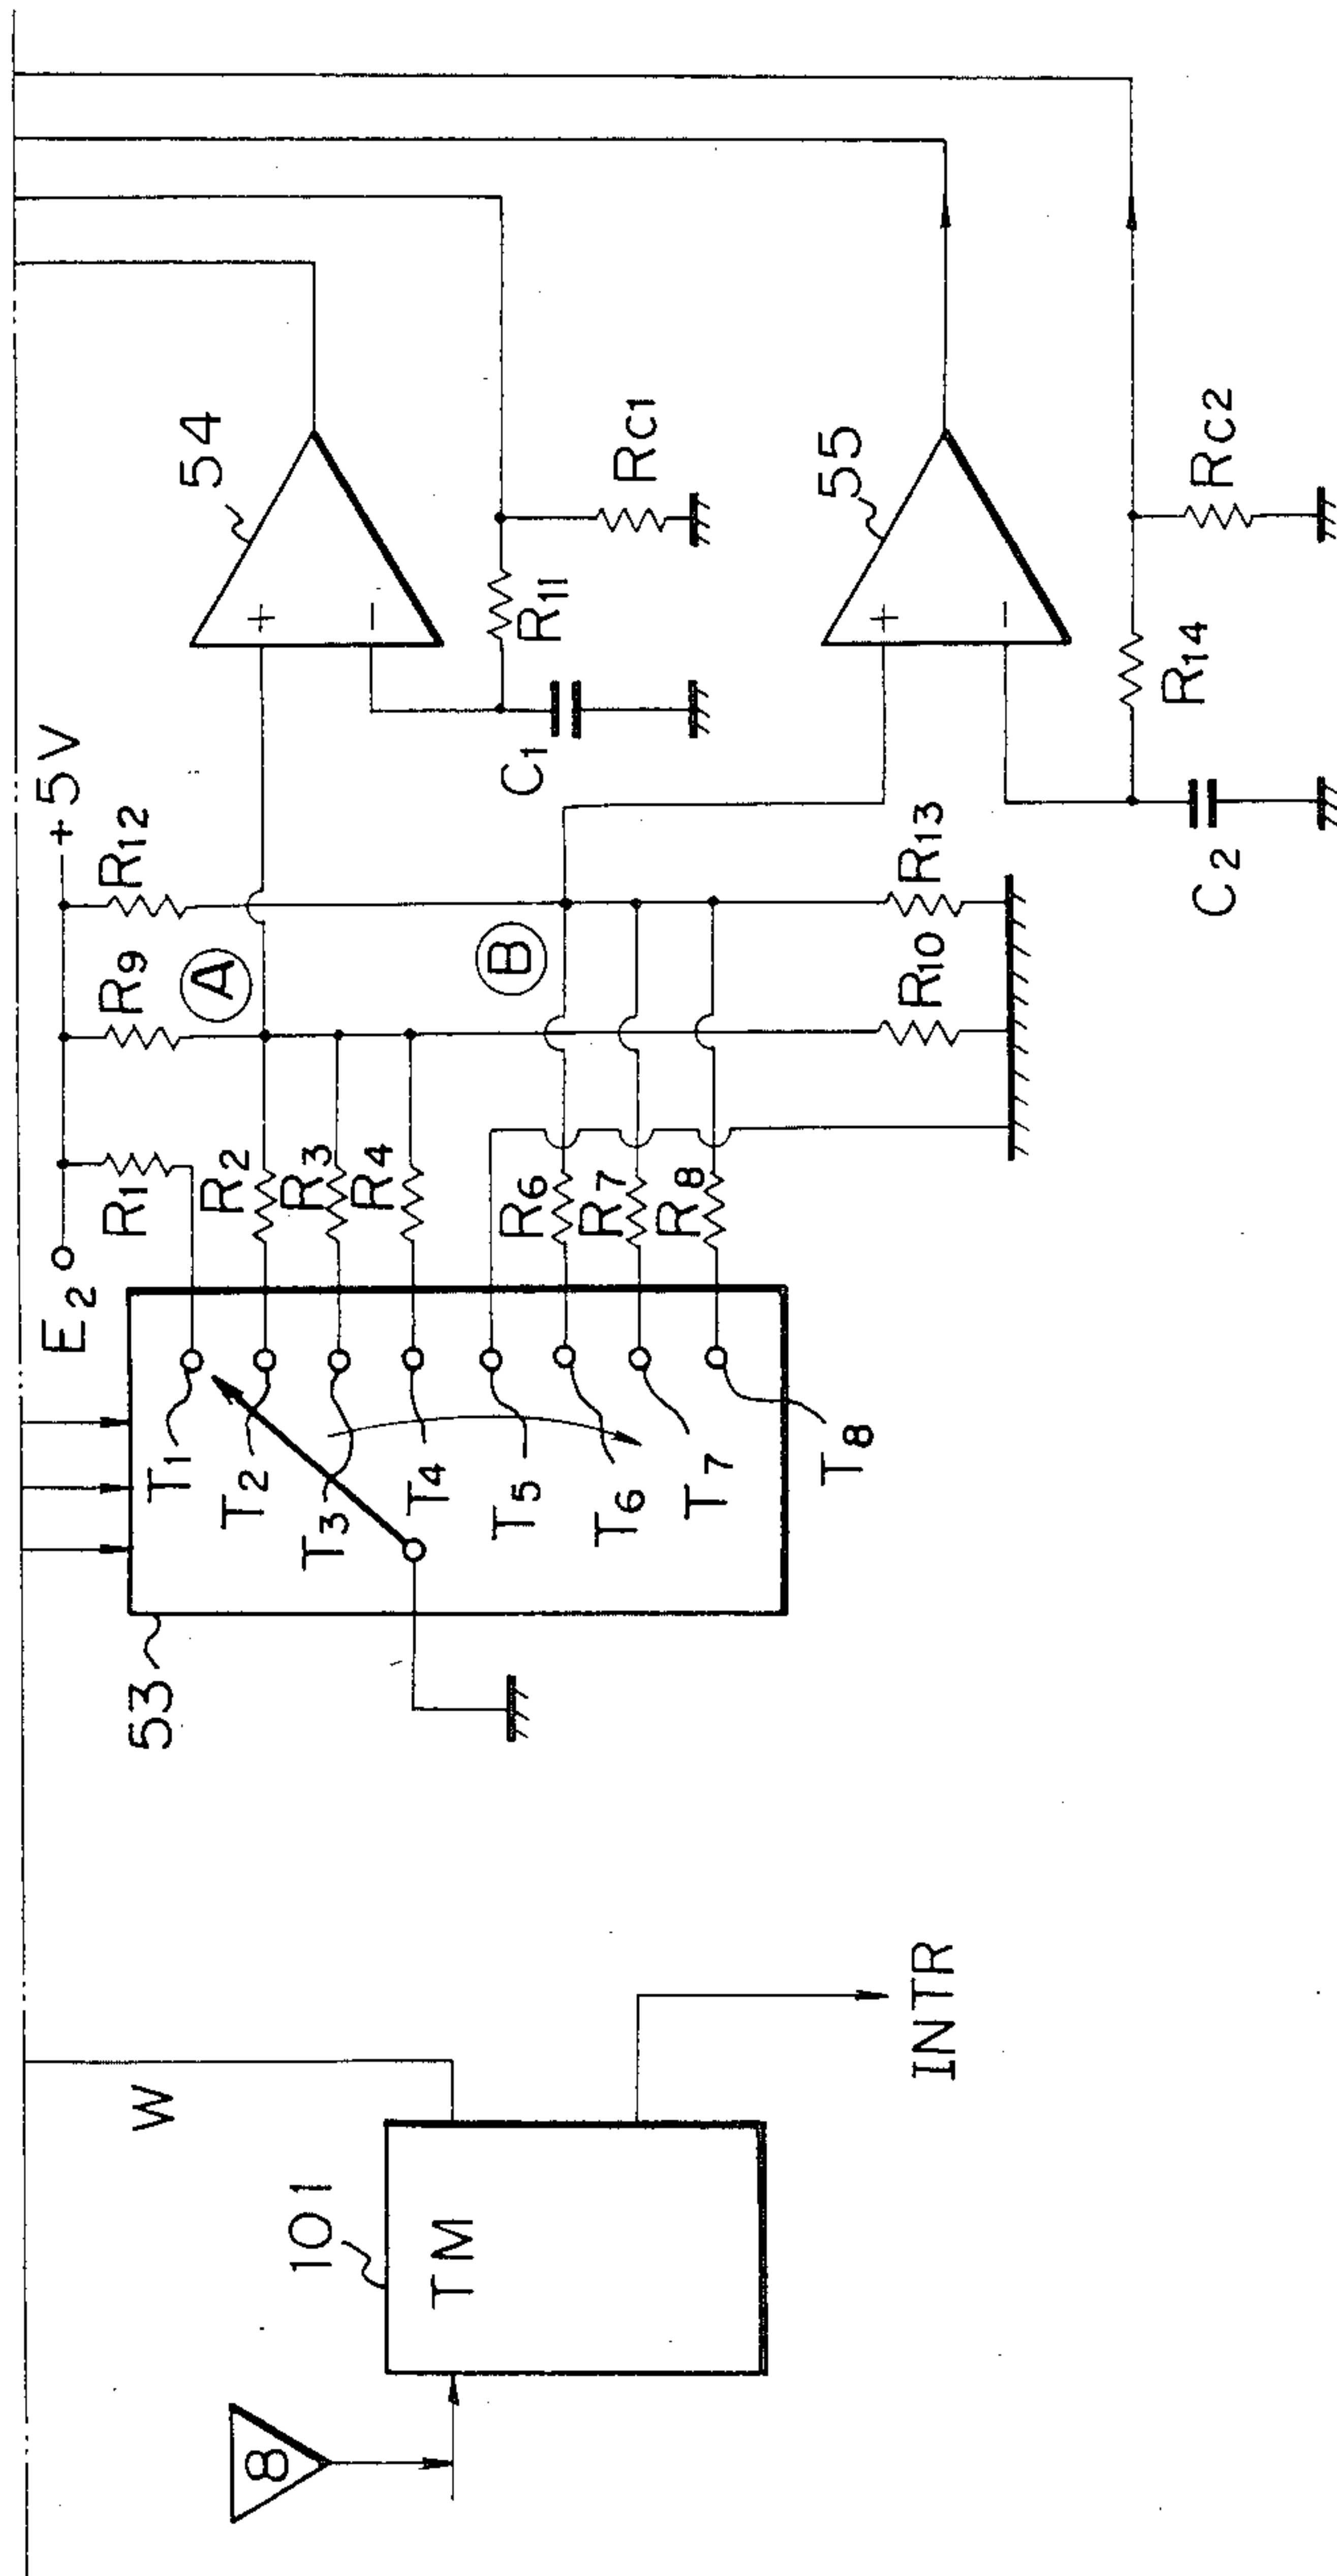 8
101
TM
W
INTR
53
E2
+5V
T1
T2
T3
T4
T5
T6
T7
T8
R1
R2
R3
R4
R6
R7
R8
R9
R12
A
B
R10
R13
54
+
−
R11
RC1
C1
55
+
−
R14
RC2
C2